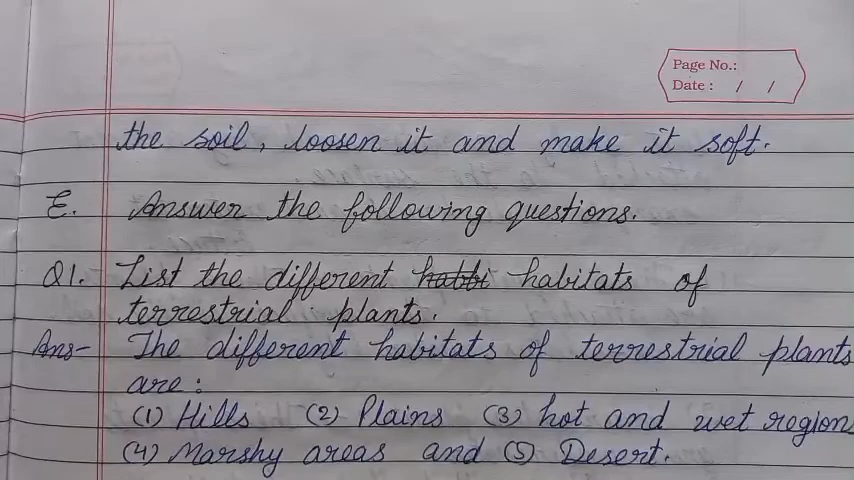 Page No.:
Date : / /
the soil, loosen it and make it soft.
E. Answer the following questions.
Q1. List the different habbi habitats of
terrestrial plants.
Ans- The different habitats of terrestrial plants
are:
(1) Hills (2) Plains (3) hot and wet region
(4) Marshy areas and (5) Desert.